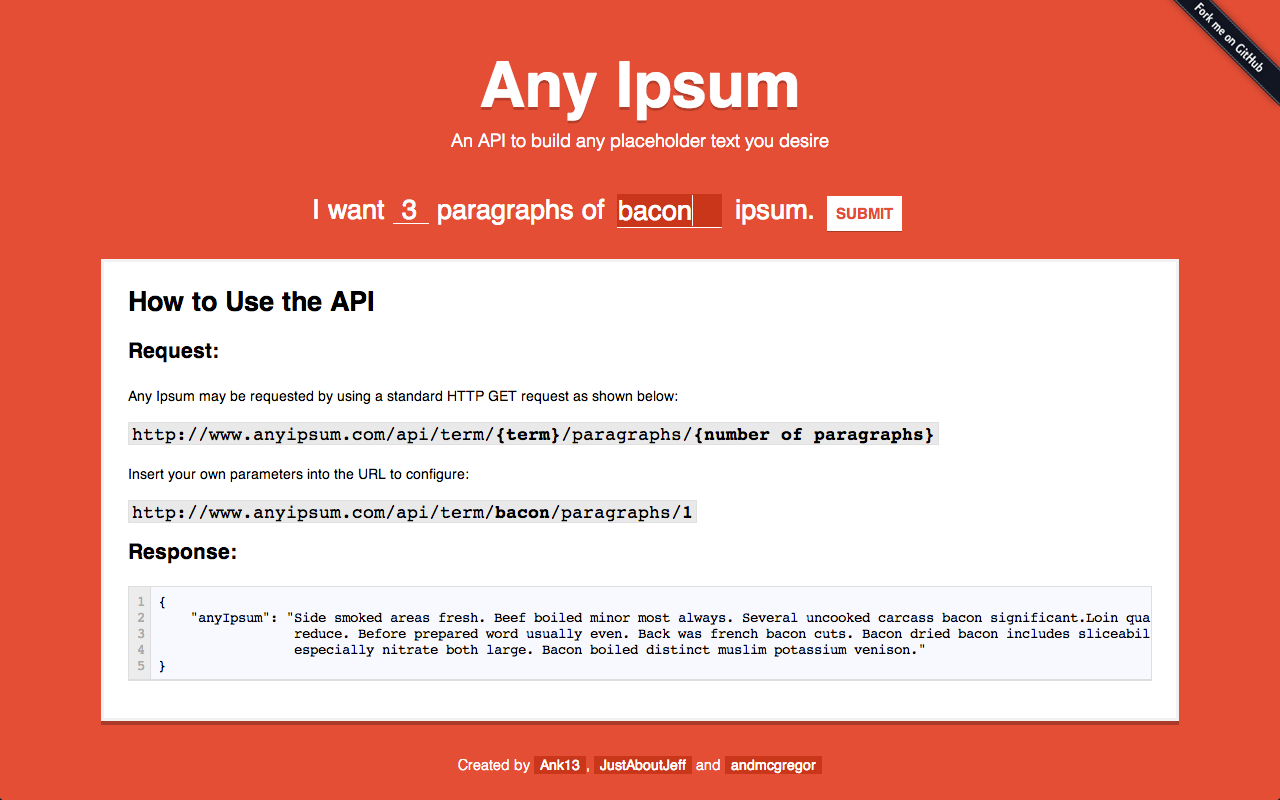 Fork me on GitHub
Any Ipsum
An API to build any placeholder text you desire
I want 3 paragraphs of bacon ipsum. SUBMIT
How to Use the API
Request:
Any Ipsum may be requested by using a standard HTTP GET request as shown below:
http://www.anyipsum.com/api/term/{term}/paragraphs/{number of paragraphs}
Insert your own parameters into the URL to configure:
http://www.anyipsum.com/api/term/bacon/paragraphs/1
Response:
1 {
2 "anyIpsum": "Side smoked areas fresh. Beef boiled minor most always. Several uncooked carcass bacon significant.Loin qua
3 reduce. Before prepared word usually even. Back was french bacon cuts. Bacon dried bacon includes sliceabil
4 especially nitrate both large. Bacon boiled distinct muslim potassium venison."
5 }
Created by Ank13 , JustAboutJeff and andmcgregor